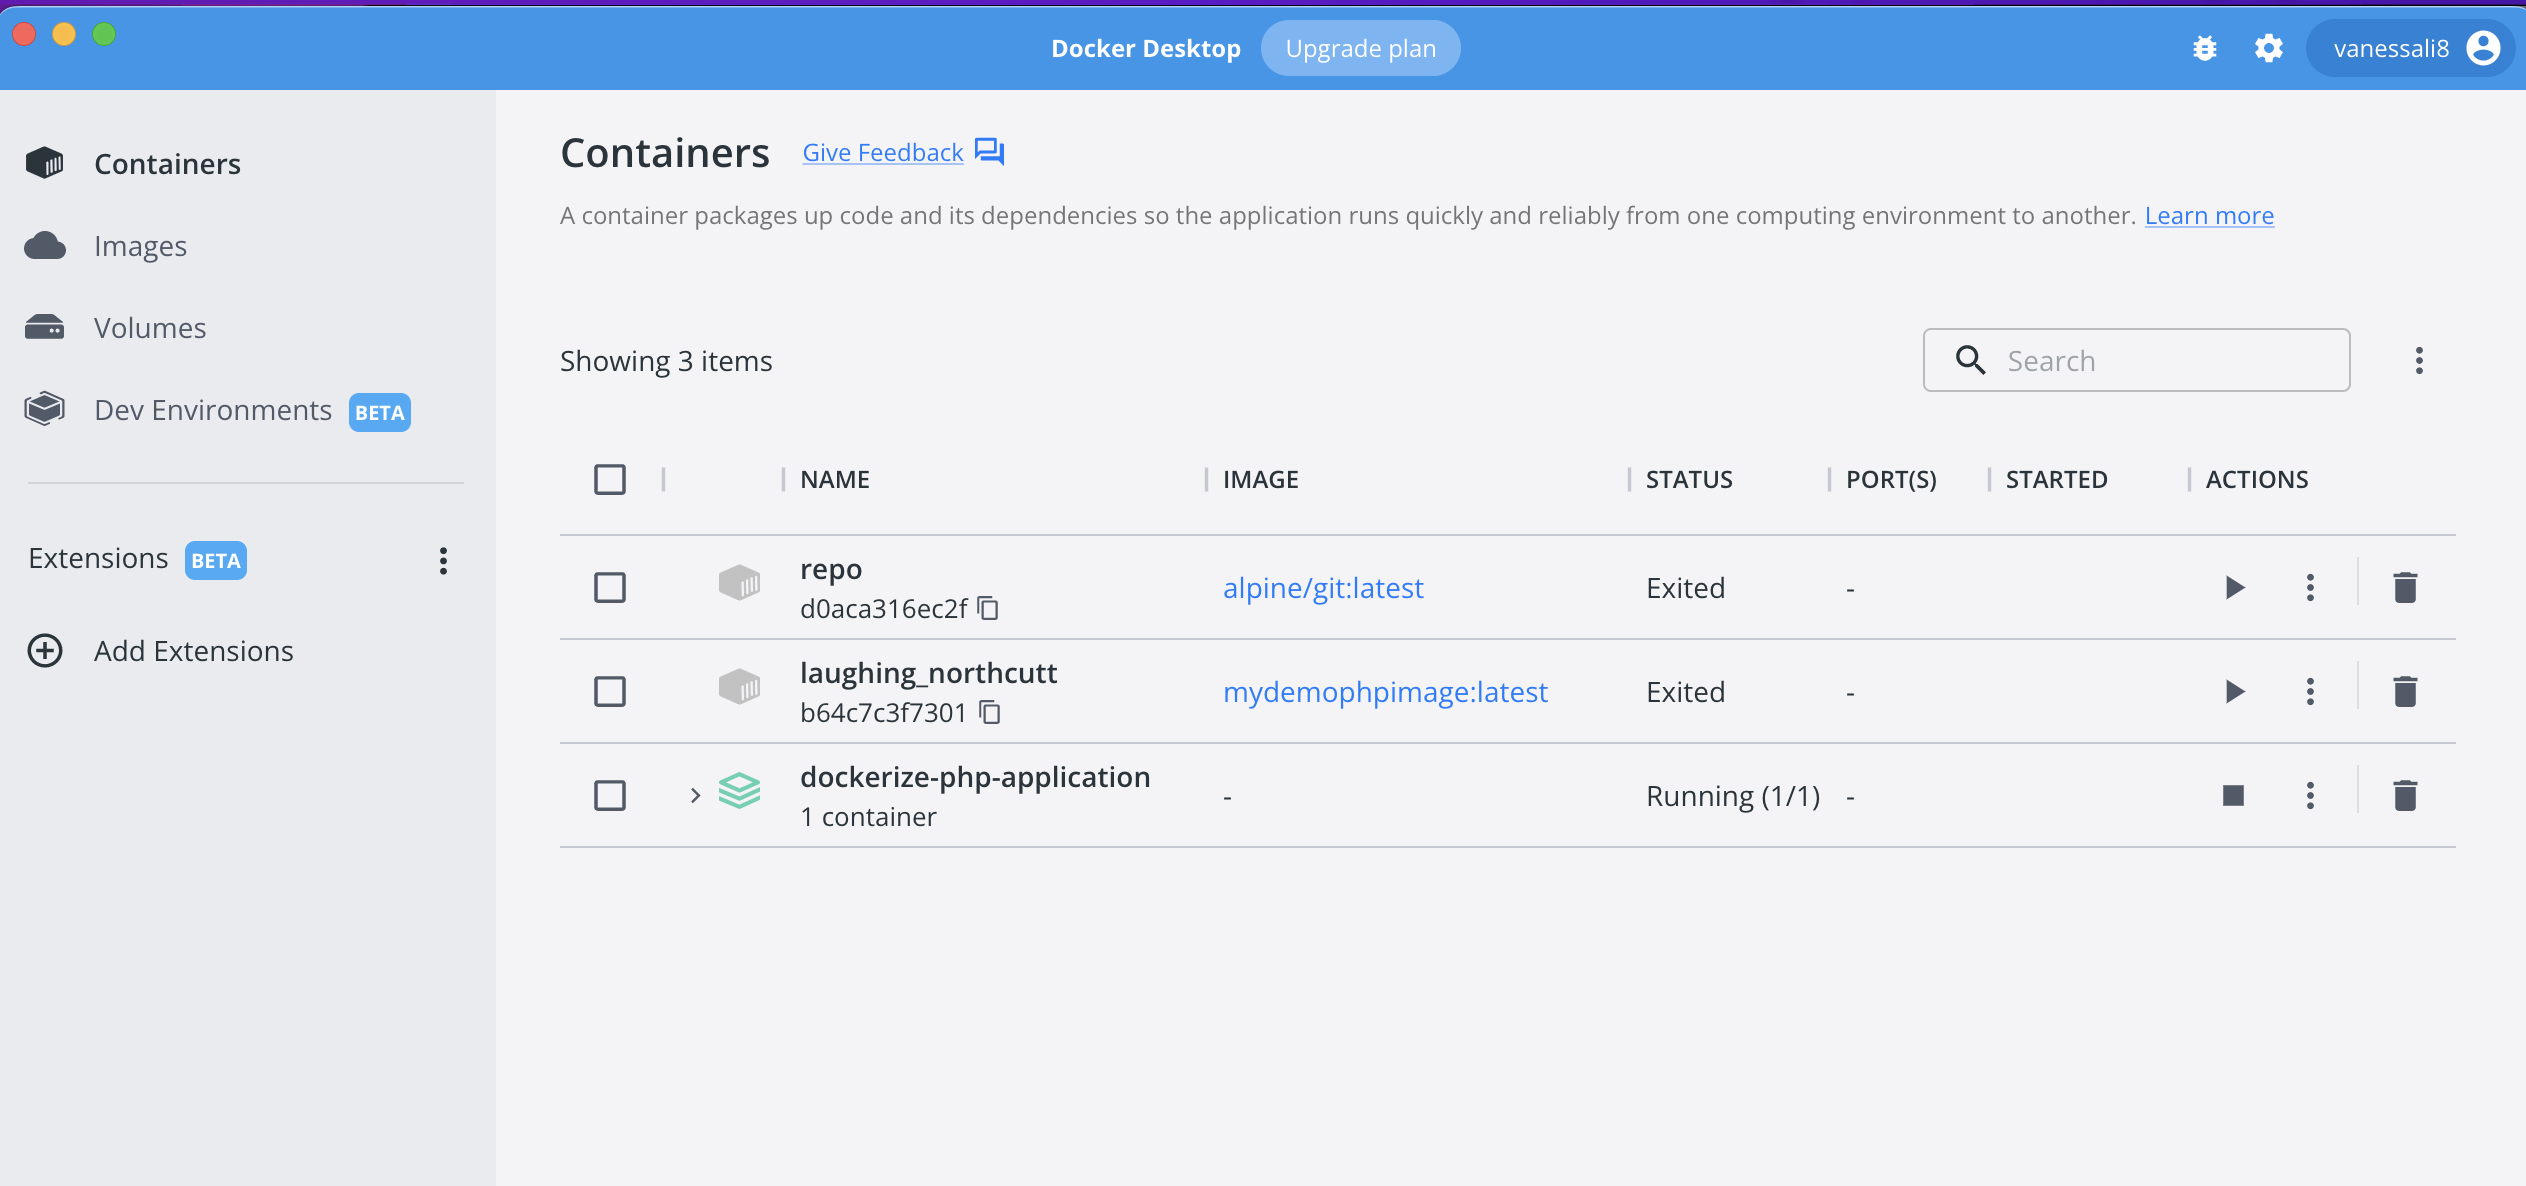 Docker Desktop Upgrade plan vanessali8
Containers
Images
Volumes
Dev Environments BETA
Extensions BETA
Add Extensions
Containers Give Feedback
A container packages up code and its dependencies so the application runs quickly and reliably from one computing environment to another. Learn more
Showing 3 items Search
NAME IMAGE STATUS PORT(S) STARTED ACTIONS
repo
d0aca316ec2f
alpine/git:latest Exited -
laughing_northcutt
b64c7c3f7301
mydemophpimage:latest Exited -
dockerize-php-application
1 container
- Running (1/1) -